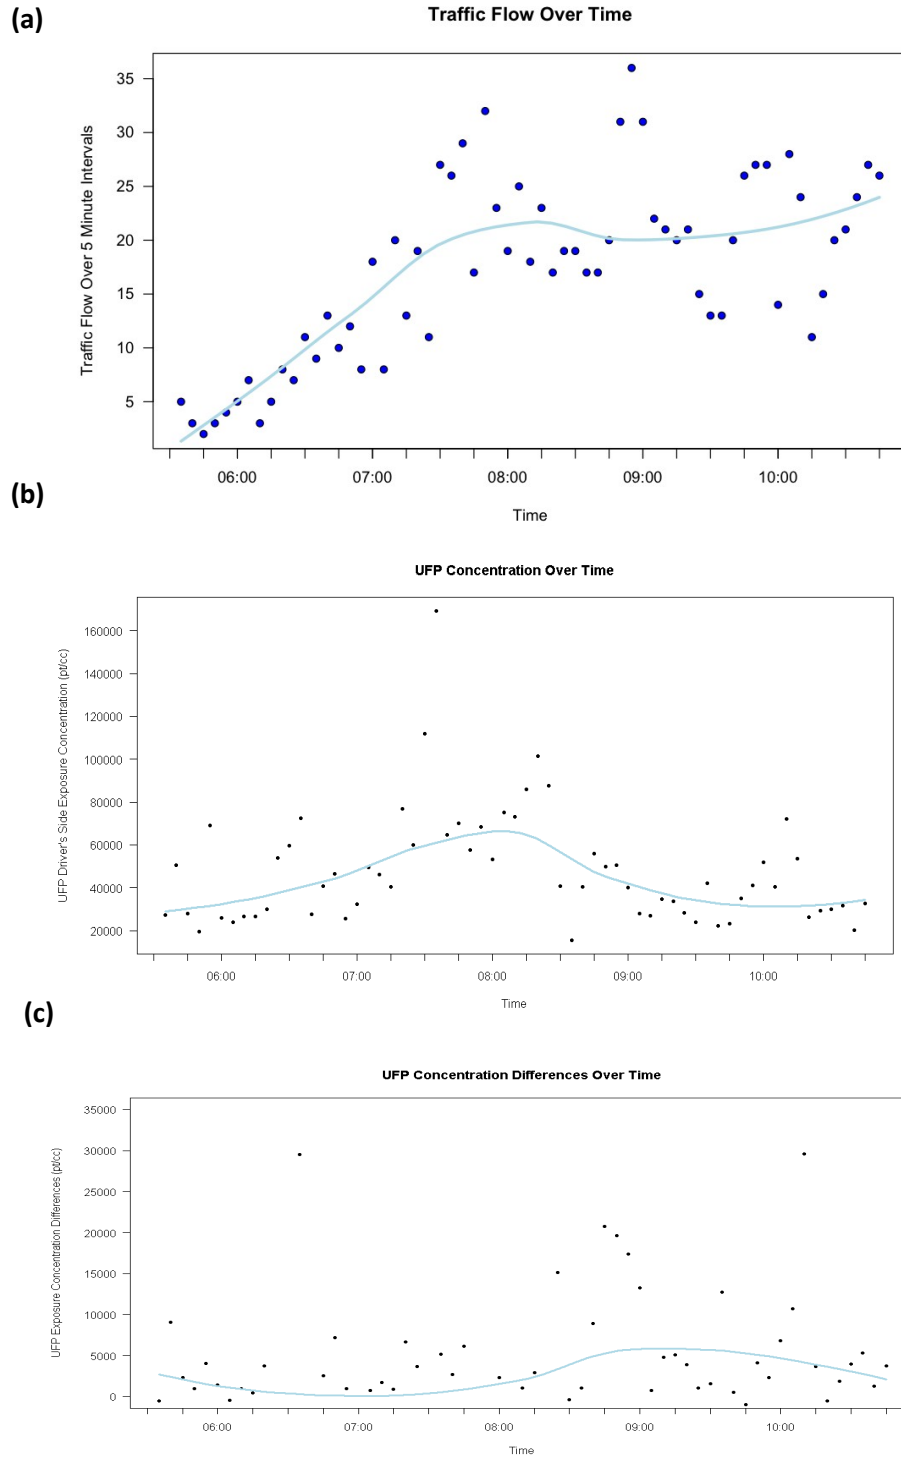 (a)
Traffic Flow Over Time
Traffic Flow Over 5 Minute Intervals
35
30
25
20
15
10
5
06:00 07:00 08:00 09:00 10:00
Time
(b)
UFP Concentration Over Time
UFP Driver's Side Exposure Concentration (pt/cc)
160000
140000
120000
100000
80000
60000
40000
20000
06:00 07:00 08:00 09:00 10:00
Time
(c)
UFP Concentration Differences Over Time
UFP Exposure Concentration Differences (pt/cc)
35000
30000
25000
20000
15000
10000
5000
0
06:00 07:00 08:00 09:00 10:00
Time